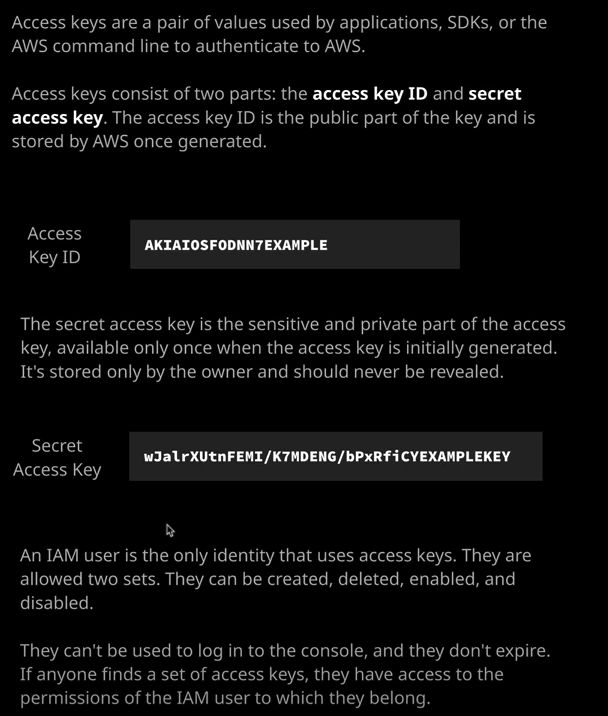 Access keys are a pair of values used by applications, SDKs, or the
AWS command line to authenticate to AWS.
Access keys consist of two parts: the access key ID and secret
access key. The access key ID is the public part of the key and is
stored by AWS once generated.
Access
Key ID
AKIAIOSFODNN7EXAMPLE
The secret access key is the sensitive and private part of the access
key, available only once when the access key is initially generated.
It's stored only by the owner and should never be revealed.
Secret
Access Key
wJalrXUtnFEMI/K7MDENG/bPxRfiCYEXAMPLEKEY
An IAM user is the only identity that uses access keys. They are
allowed two sets. They can be created, deleted, enabled, and
disabled.
They can't be used to log in to the console, and they don't expire.
If anyone finds a set of access keys, they have access to the
permissions of the IAM user to which they belong.